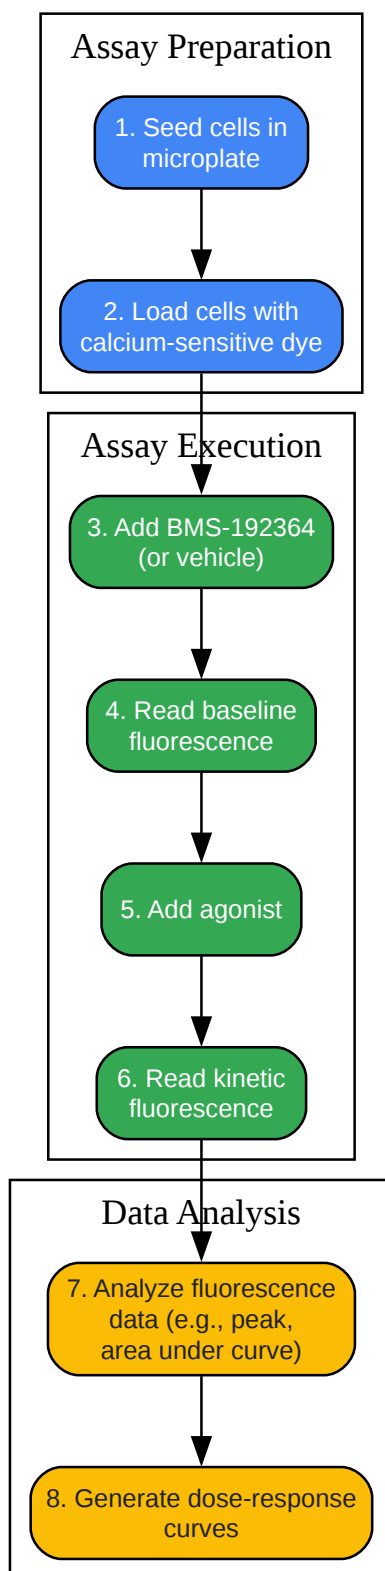 Assay Preparation
1. Seed cells in
microplate
2. Load cells with
calcium-sensitive dye
Assay Execution
3. Add BMS-192364
(or vehicle)
4. Read baseline
fluorescence
5. Add agonist
6. Read kinetic
fluorescence
Data Analysis
7. Analyze fluorescence
data (e.g., peak,
area under curve)
8. Generate dose-response
curves